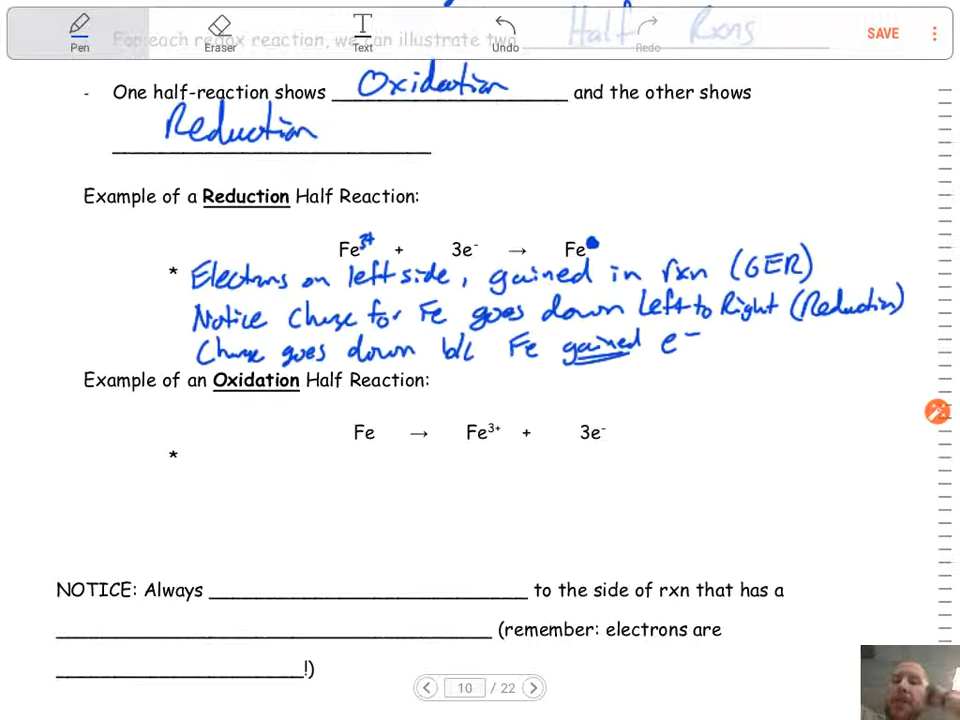 Pen Eraser Text Undo Redo SAVE
For each redox reaction, we can illustrate two Half Rxns
- One half-reaction shows Oxidation and the other shows
Reduction
Example of a Reduction Half Reaction:
Fe3+ + 3e- → Fe
* Electrons on left side, gained in rxn (GER)
Notice Charge for Fe goes down Left to Right (Reduction)
Charge goes down b/c Fe gained e-
Example of an Oxidation Half Reaction:
Fe → Fe3+ + 3e-
*
NOTICE: Always ____________________________ to the side of rxn that has a
______________________________________ (remember: electrons are
______________________!)
10 / 22